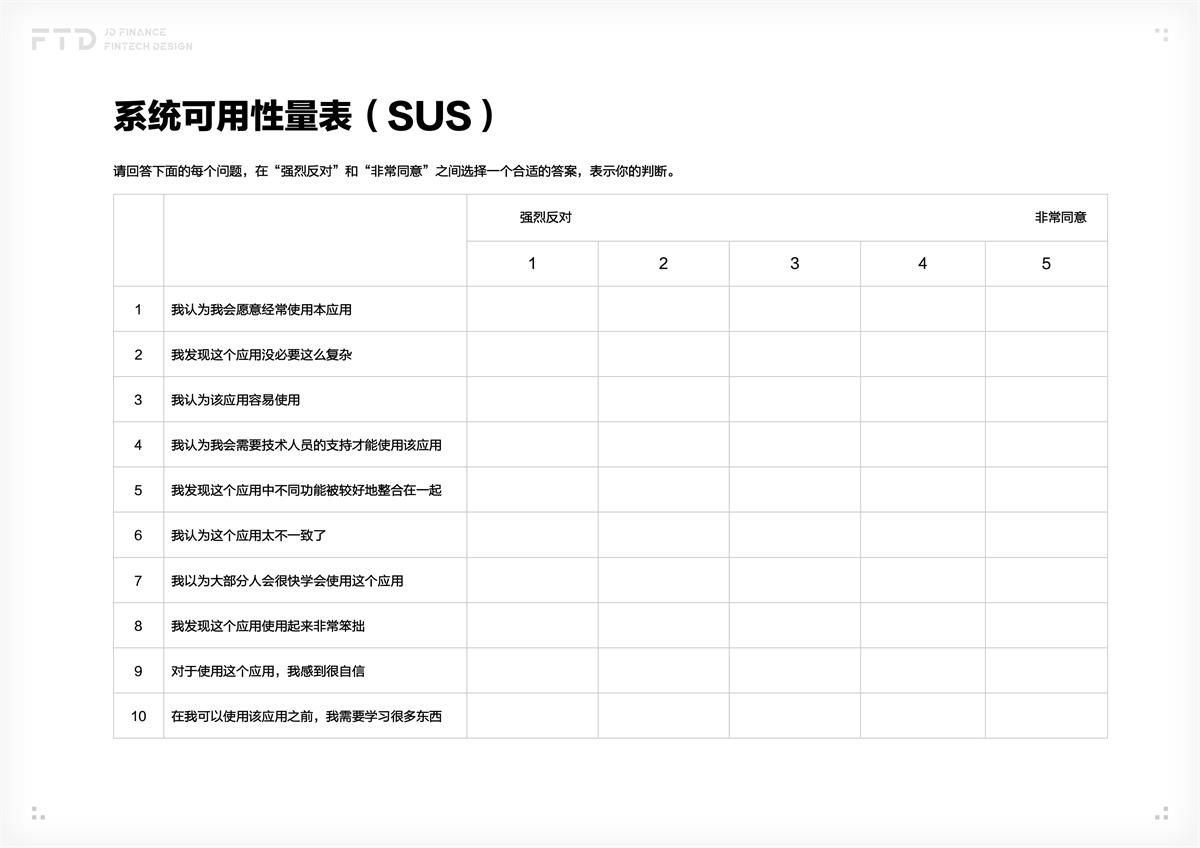 FTD JD FINANCE
FINTECH DESIGN
系统可用性量表（SUS）
请回答下面的每个问题，在“强烈反对”和“非常同意”之间选择一个合适的答案，表示你的判断。
强烈反对 非常同意
1 2 3 4 5
1 我认为我会愿意经常使用本应用
2 我发现这个应用没必要这么复杂
3 我认为该应用容易使用
4 我认为我会需要技术人员的支持才能使用该应用
5 我发现这个应用中不同功能被较好地整合在一起
6 我认为这个应用太不一致了
7 我以为大部分人会很快学会使用这个应用
8 我发现这个应用使用起来非常笨拙
9 对于使用这个应用，我感到很自信
10 在我可以使用该应用之前，我需要学习很多东西